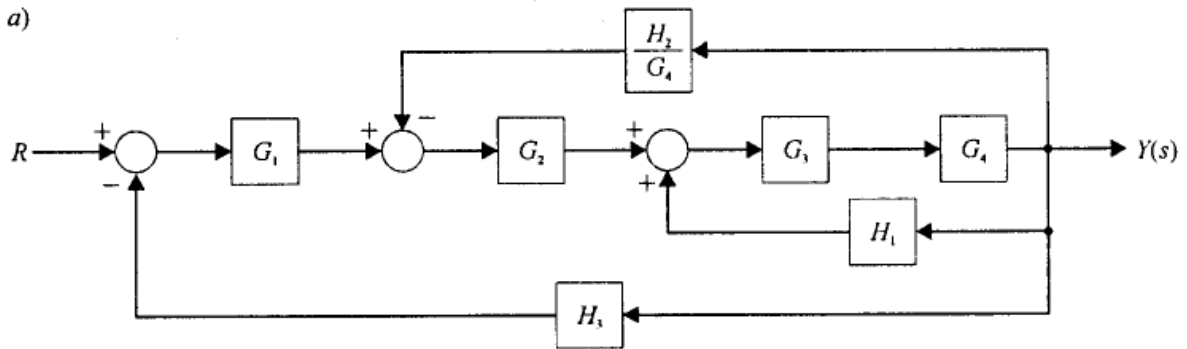 a)
H₂
G₄
+
−
+
+
R
G₁
G₂
G₃
G₄
Y(s)
−
+
H₁
H₃